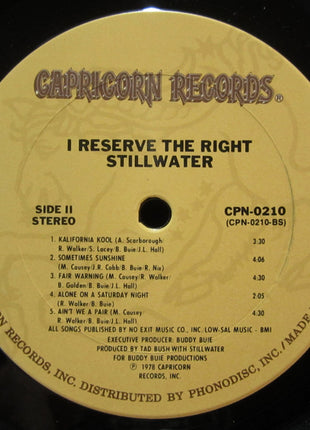 CAPRICORN RECORDS®
I RESERVE THE RIGHT
STILLWATER
SIDE II
STEREO
CPN-0210
(CPN-0210-BS)
1. KALIFORNIA KOOL (A. Scarborough/
R. Walker/S. Lacey/B. Buie/J.L. Hall) 3:30
2. SOMETIMES SUNSHINE 4:06
(M. Causey/J.R. Cobb/B. Buie/R. Nix)
3. FAIR WARNING (M. Causey/R. Walker/
B. Golden/B. Buie/J.L. Hall) 3:21
4. ALONE ON A SATURDAY NIGHT 2:05
(R. Walker/B. Buie)
5. AIN'T WE A PAIR (M. Causey 4:31
R. Walker/B. Buie/J.L. Hall)
ALL SONGS PUBLISHED BY NO EXIT MUSIC CO., INC. LOW-SAL MUSIC - BMI
EXECUTIVE PRODUCER: BUDDY BUIE
PRODUCED BY TAD BUSH WITH STILLWATER
FOR BUDDY BUIE PRODUCTIONS
℗ 1978 CAPRICORN
RECORDS, INC.
RECORDS, INC. DISTRIBUTED BY PHONODISC, INC./MADE